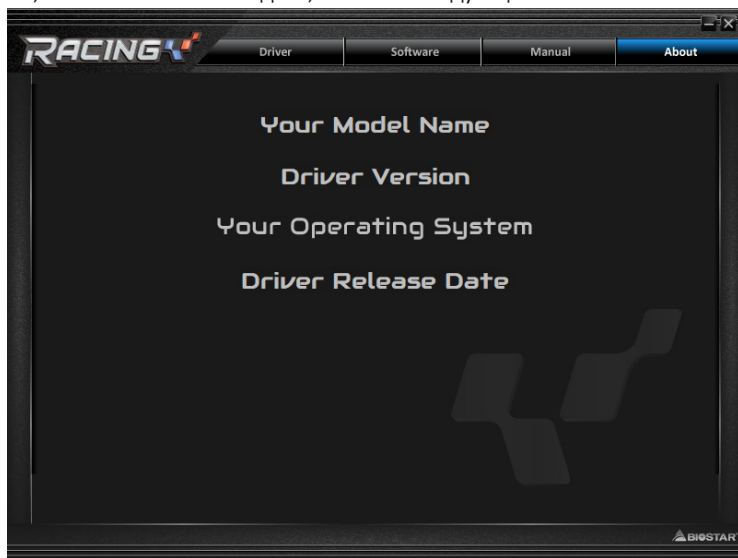 RACING
Driver Software Manual About
Your Model Name
Driver Version
Your Operating System
Driver Release Date
BIOSTAR